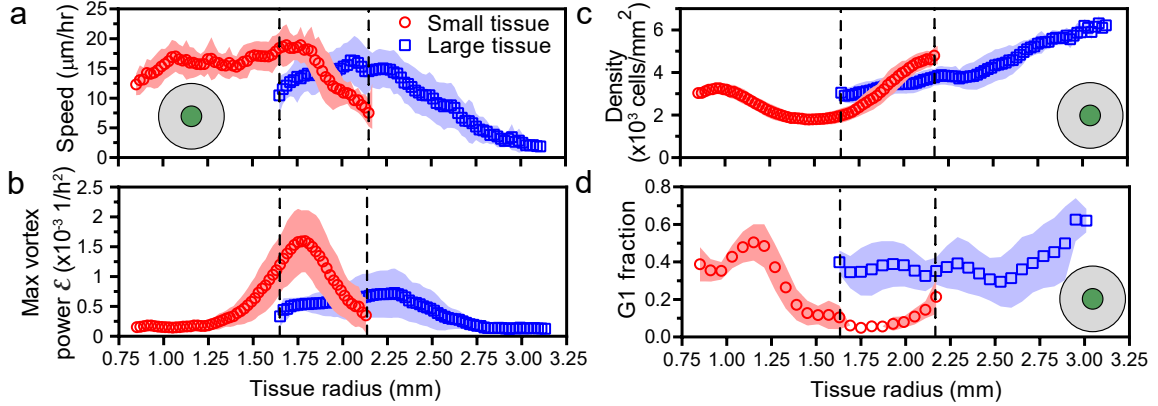 a
Speed (μm/hr)
25
20
15
10
5
0
Small tissue
Large tissue
b
Max vortex
power ℰ (x10⁻³ 1/h²)
2.5
2
1.5
1
0.5
0
0.75 1.00 1.25 1.50 1.75 2.00 2.25 2.50 2.75 3.00 3.25
Tissue radius (mm)
c
Density
(x10³ cells/mm²)
7
6
4
2
0
d
G1 fraction
0.8
0.6
0.4
0.2
0.0
0.75 1.00 1.25 1.50 1.75 2.00 2.25 2.50 2.75 3.00 3.25
Tissue radius (mm)